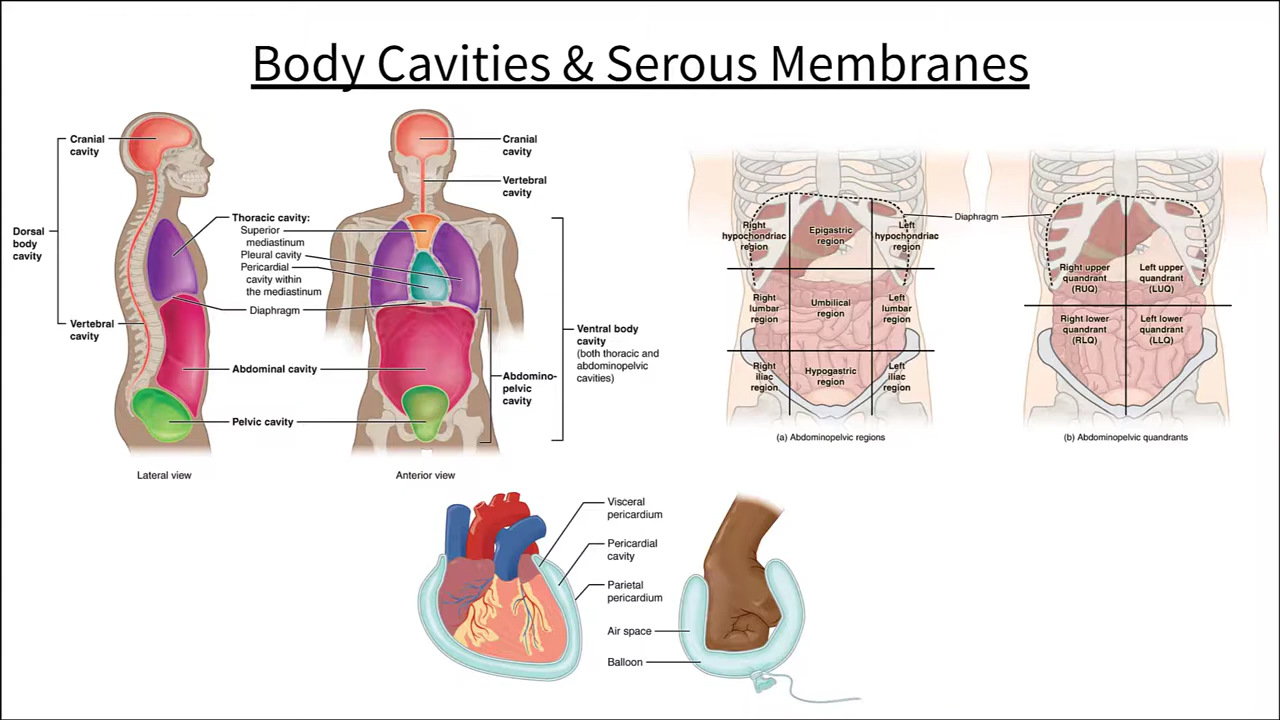 Body Cavities & Serous Membranes
Cranial
cavity
Dorsal
body
cavity
Vertebral
cavity
Thoracic cavity:
Superior
mediastinum
Pleural cavity
Pericardial
cavity within
the mediastinum
Diaphragm
Abdominal cavity
Pelvic cavity
Lateral view
Cranial
cavity
Vertebral
cavity
Ventral body
cavity
(both thoracic and
abdominopelvic
cavities)
Abdomino-
pelvic
cavity
Anterior view
Right
hypochondriac
region
Epigastric
region
Left
hypochondriac
region
Right
lumbar
region
Umbilical
region
Left
lumbar
region
Right
iliac
region
Hypogastric
region
Left
iliac
region
(a) Abdominopelvic regions
Diaphragm
Right upper
quadrant
(RUQ)
Left upper
quadrant
(LUQ)
Right lower
quadrant
(RLQ)
Left lower
quadrant
(LLQ)
(b) Abdominopelvic quadrants
Visceral
pericardium
Pericardial
cavity
Parietal
pericardium
Air space
Balloon